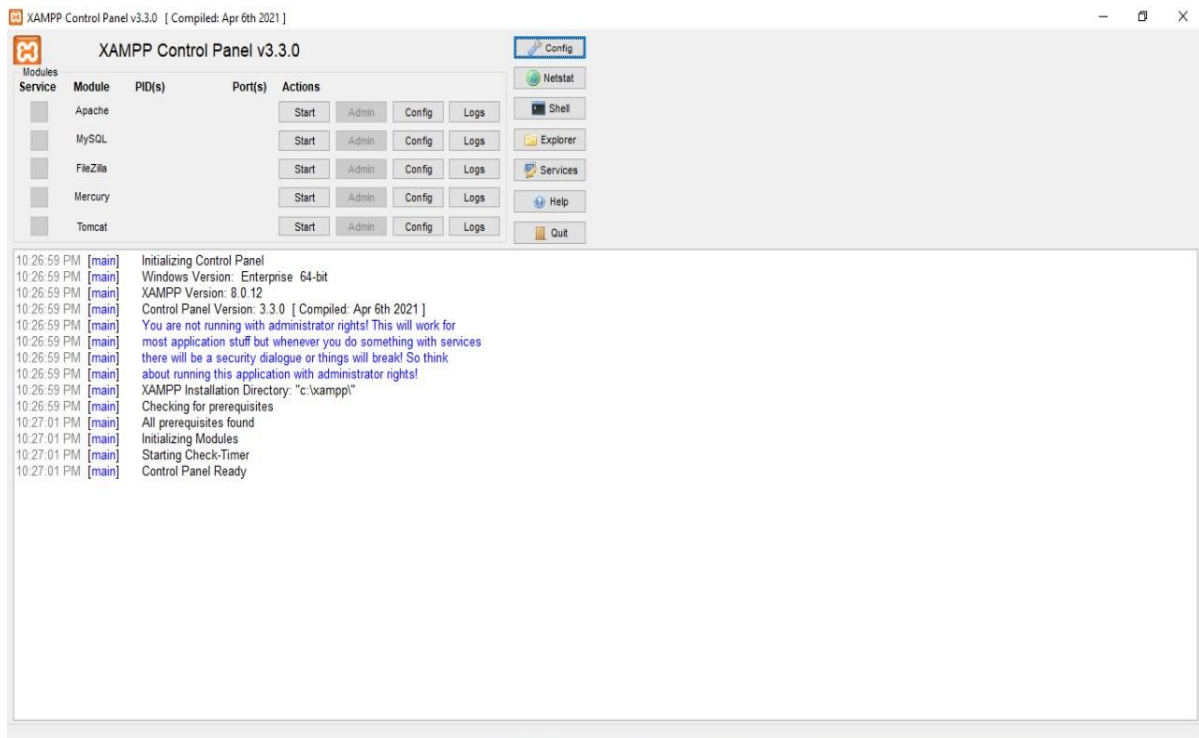 XAMPP Control Panel v3.3.0 [ Compiled: Apr 6th 2021 ]
XAMPP Control Panel v3.3.0
Config
Modules
Service Module PID(s) Port(s) Actions
Netstat
Apache Start Admin Config Logs
Shell
MySQL Start Admin Config Logs
Explorer
FileZilla Start Admin Config Logs
Services
Mercury Start Admin Config Logs
Help
Tomcat Start Admin Config Logs
Quit
10:26:59 PM [main] Initializing Control Panel
10:26:59 PM [main] Windows Version: Enterprise 64-bit
10:26:59 PM [main] XAMPP Version: 8.0.12
10:26:59 PM [main] Control Panel Version: 3.3.0 [ Compiled: Apr 6th 2021 ]
10:26:59 PM [main] You are not running with administrator rights! This will work for
10:26:59 PM [main] most application stuff but whenever you do something with services
10:26:59 PM [main] there will be a security dialogue or things will break! So think
10:26:59 PM [main] about running this application with administrator rights!
10:26:59 PM [main] XAMPP Installation Directory: "c:\xampp\"
10:26:59 PM [main] Checking for prerequisites
10:27:01 PM [main] All prerequisites found
10:27:01 PM [main] Initializing Modules
10:27:01 PM [main] Starting Check-Timer
10:27:01 PM [main] Control Panel Ready